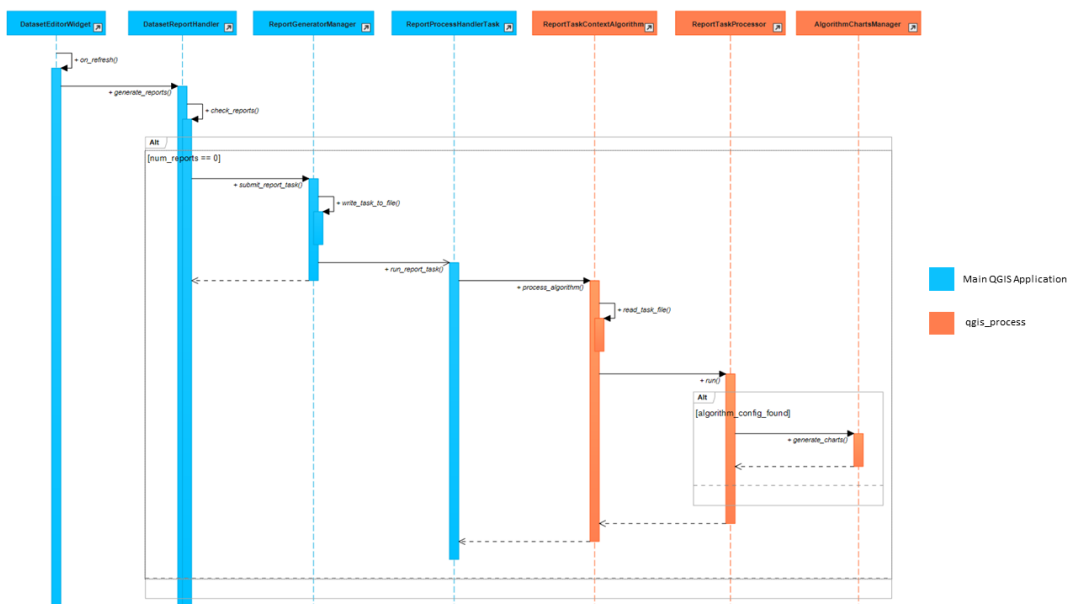 DatasetEditorWidget
DatasetReportHandler
ReportGeneratorManager
ReportProcessHandlerTask
ReportTaskContextAlgorithm
ReportTaskProcessor
AlgorithmChartsManager
+ on_refresh()
+ generate_reports()
+ check_reports()
Alt
[num_reports == 0]
+ submit_report_task()
+ write_task_to_file()
+ run_report_task()
+ process_algorithm()
+ read_task_file()
+ run()
Alt
[algorithm_config_found]
+ generate_charts()
Main QGIS Application
qgis_process